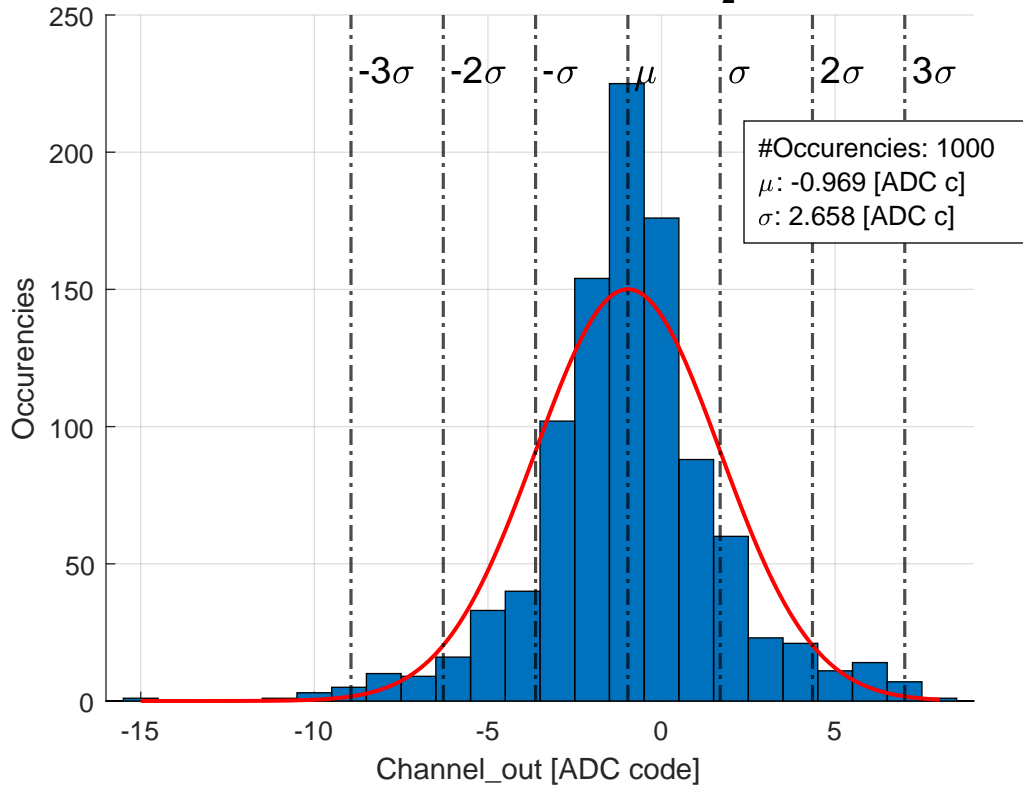 250
-3σ -2σ -σ μ σ 2σ 3σ
200
#Occurencies: 1000
μ: -0.969 [ADC c]
σ: 2.658 [ADC c]
150
Occurencies
100
50
0
-15 -10 -5 0 5
Channel_out [ADC code]